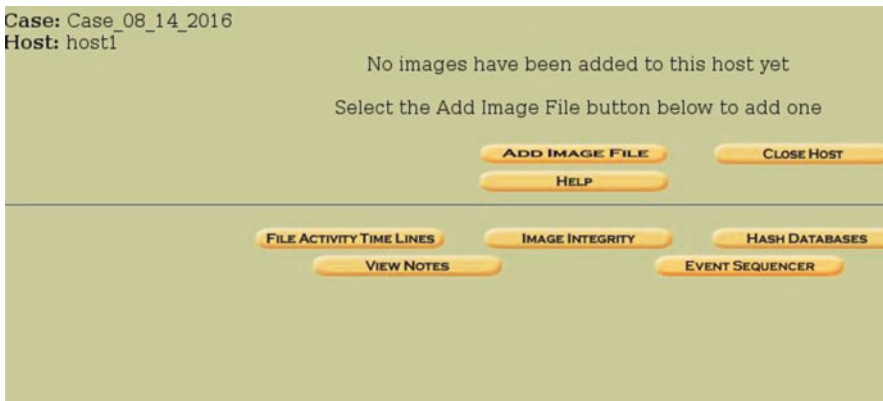 Case: Case_08_14_2016
Host: host1
No images have been added to this host yet
Select the Add Image File button below to add one
ADD IMAGE FILE
CLOSE HOST
HELP
FILE ACTIVITY TIME LINES
IMAGE INTEGRITY
HASH DATABASES
VIEW NOTES
EVENT SEQUENCER